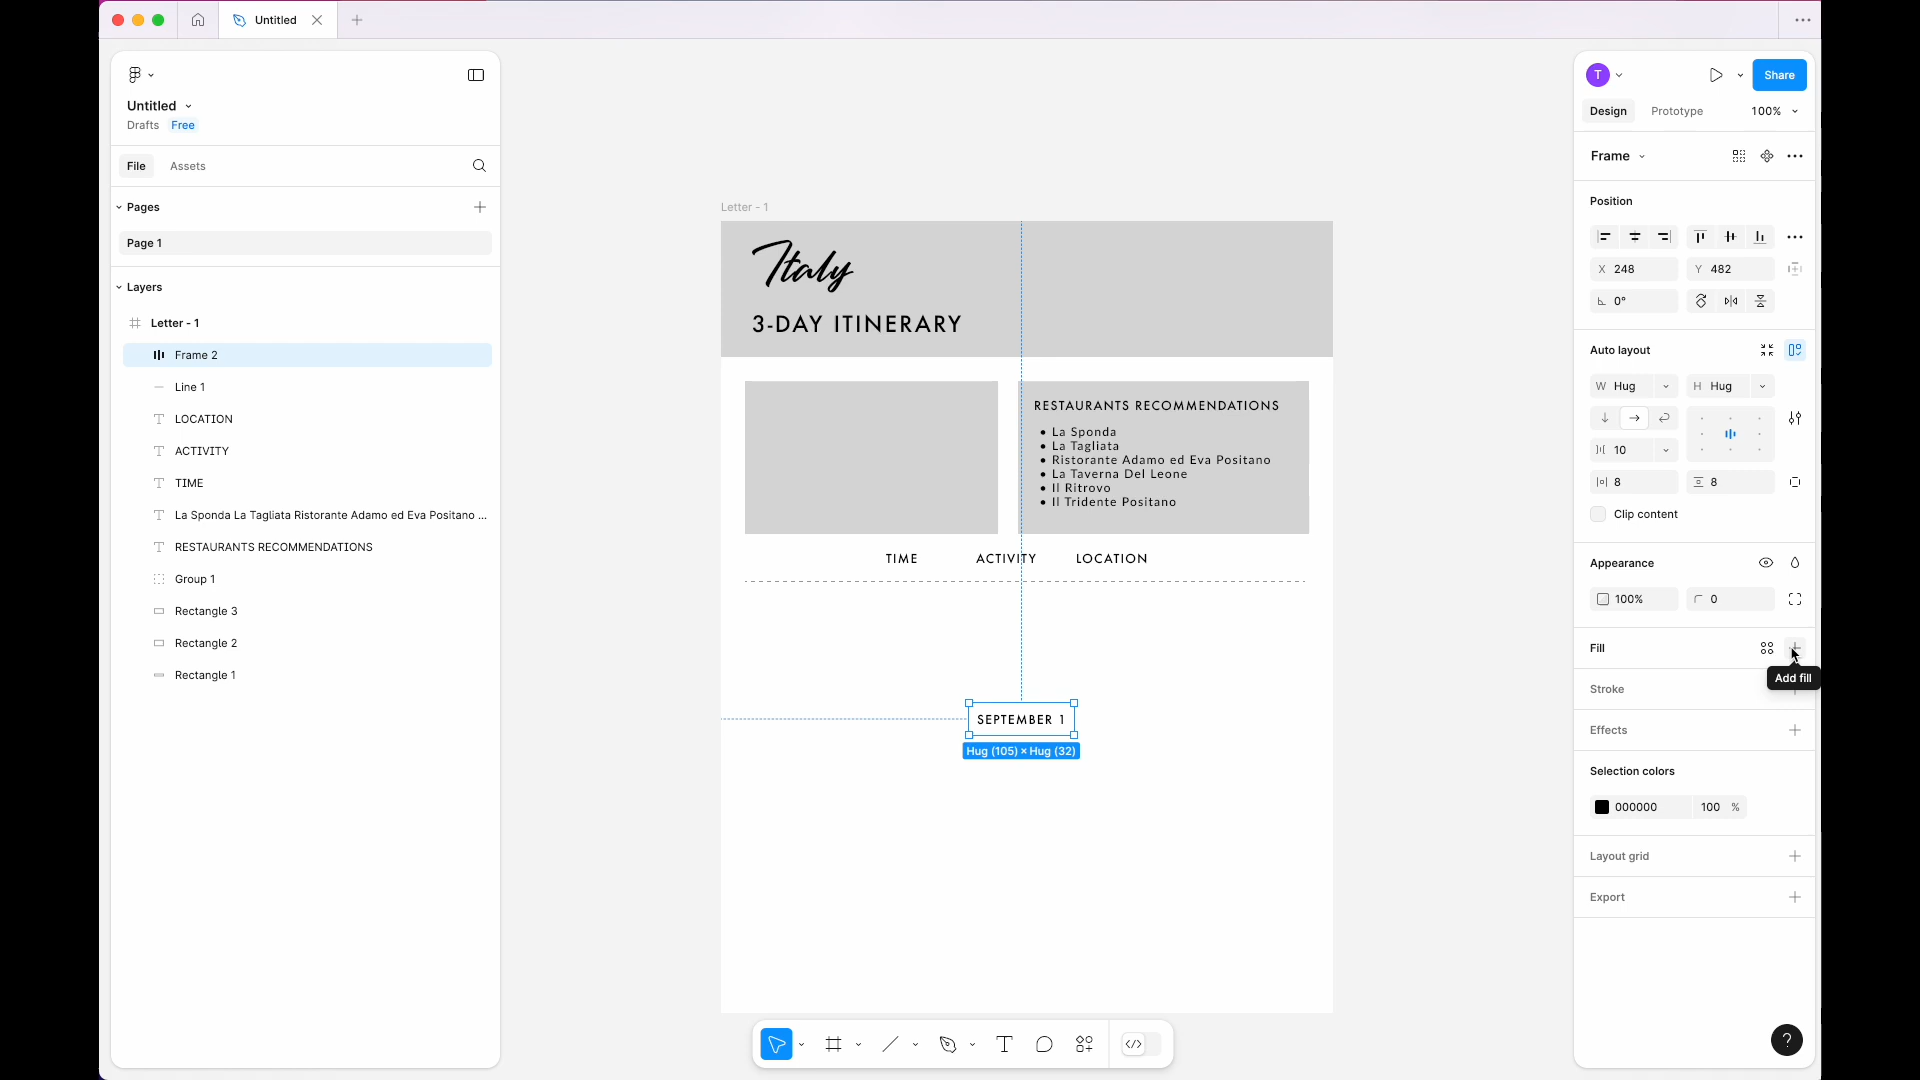 Untitled
Untitled
Drafts Free
File Assets
Pages
Page 1
Layers
Letter - 1
Frame 2
Line 1
LOCATION
ACTIVITY
TIME
La Sponda La Tagliata Ristorante Adamo ed Eva Positano ...
RESTAURANTS RECOMMENDATIONS
Group 1
Rectangle 3
Rectangle 2
Rectangle 1
Letter - 1
Italy
3-DAY ITINERARY
RESTAURANTS RECOMMENDATIONS
• La Sponda
• La Tagliata
• Ristorante Adamo ed Eva Positano
• La Taverna Del Leone
• Il Ritrovo
• Il Tridente Positano
TIME ACTIVITY LOCATION
SEPTEMBER 1
Hug (105) × Hug (32)
T Share
Design Prototype 100%
Frame
Position
X 248 Y 482
0°
Auto layout
W Hug H Hug
10
8 8
Clip content
Appearance
100% 0
Fill
Add fill
Stroke
Effects
Selection colors
000000 100 %
Layout grid
Export
?